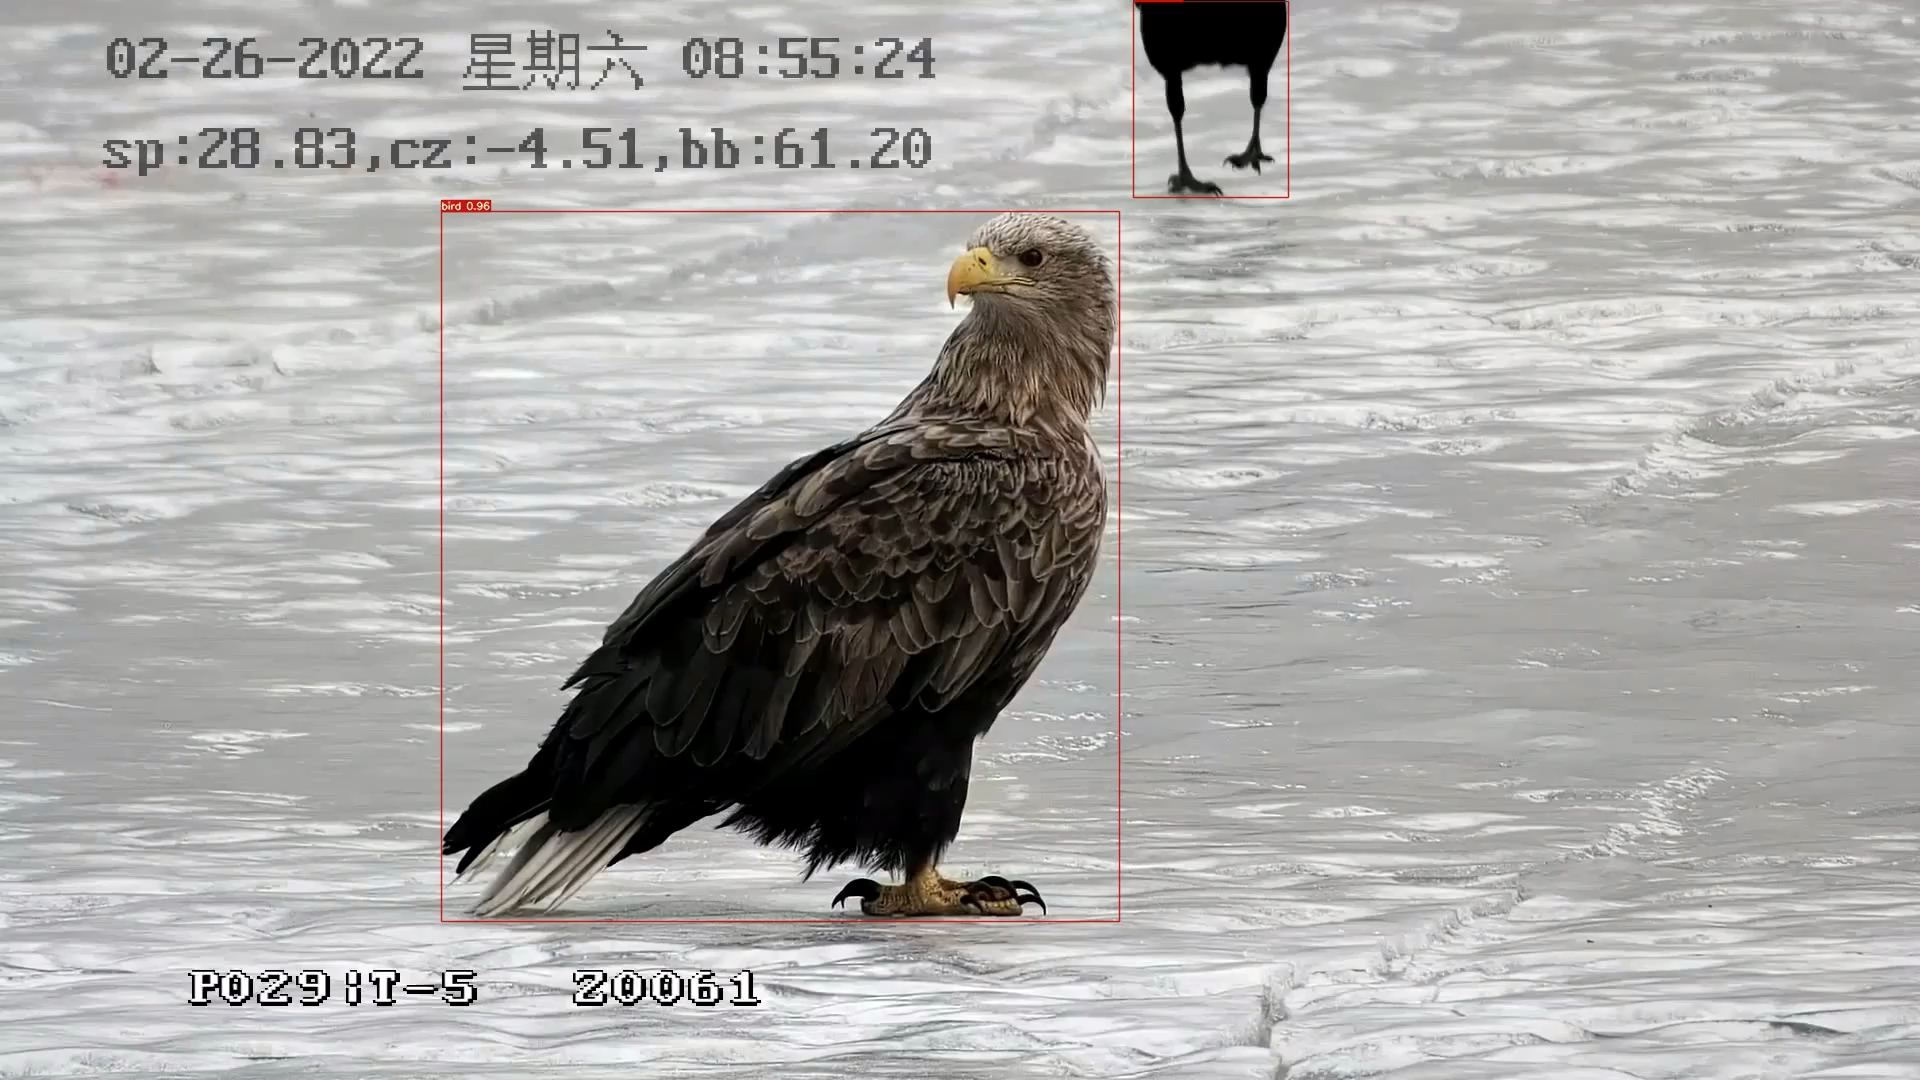 02-26-2022 星期六 08:55:24
sp:28.83,cz:-4.51,bb:61.20
bird 0.96
P029|T-5 Z0061